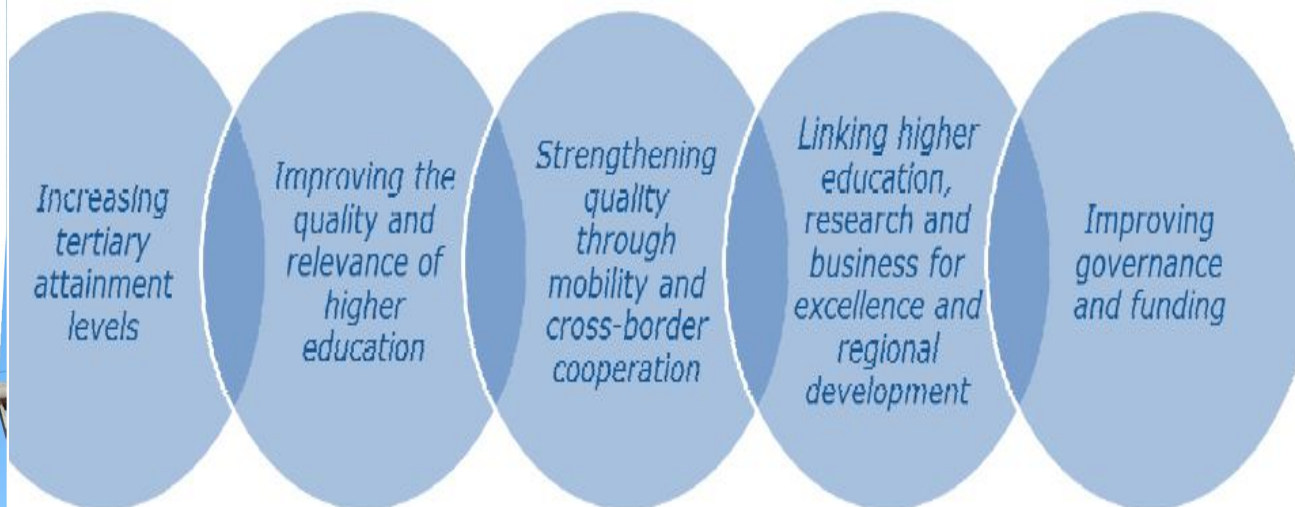 Increasing
tertiary
attainment
levels
Improving the
quality and
relevance of
higher
education
Strengthening
quality
through
mobility and
cross-border
cooperation
Linking higher
education,
research and
business for
excellence and
regional
development
Improving
governance
and funding